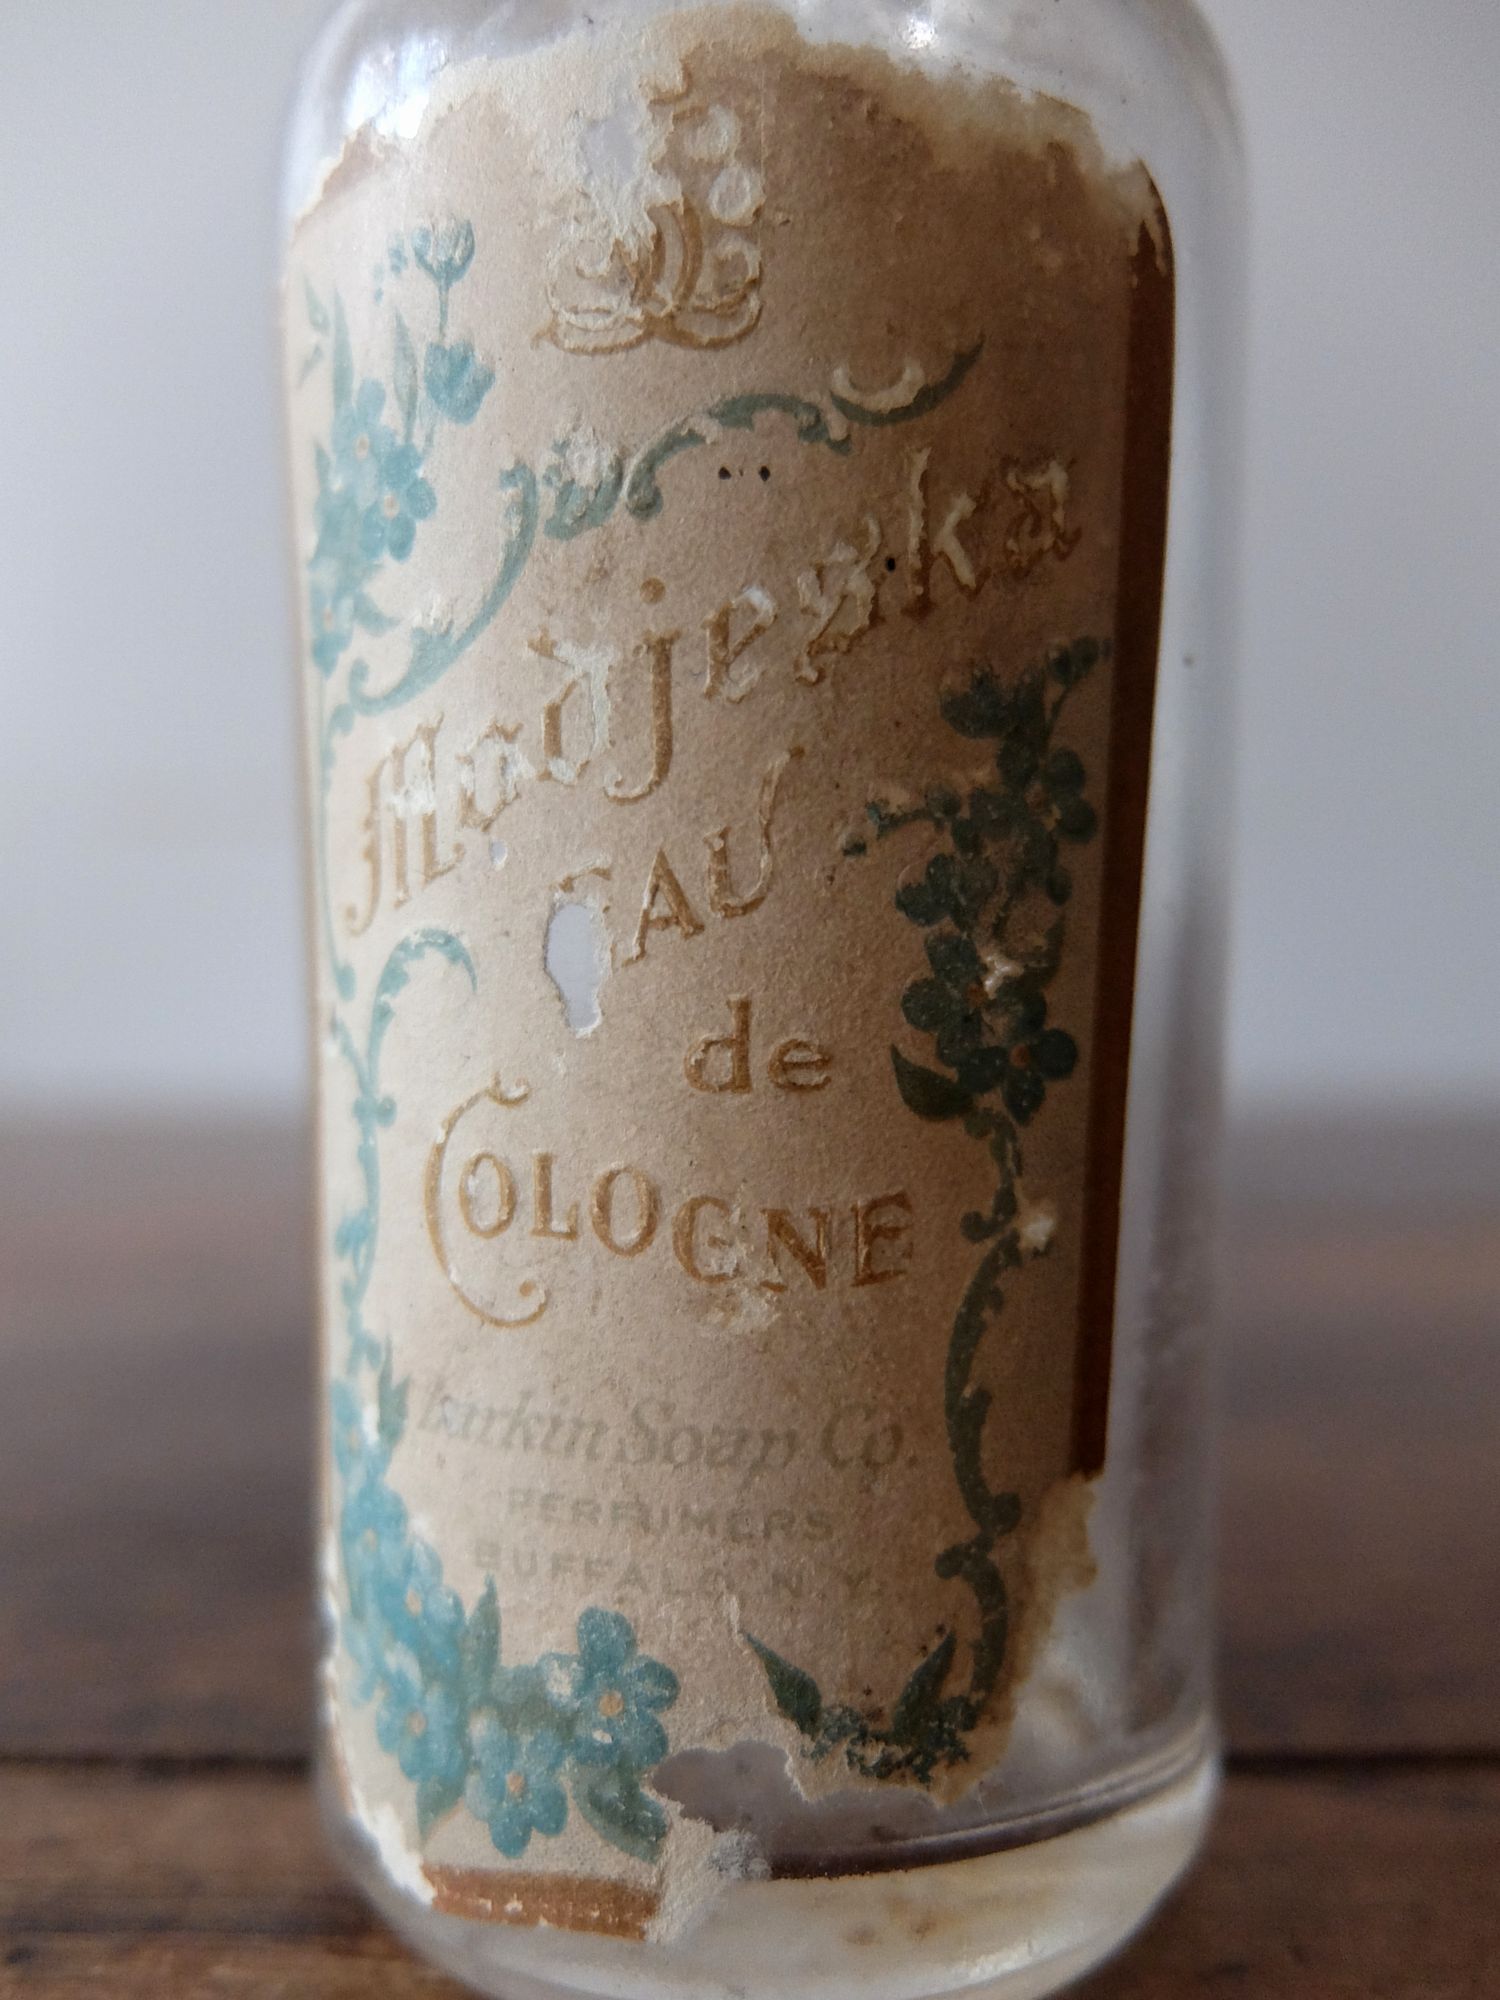 Modjeska
EAU
de
COLOGNE
Larkin Soap Co.
PERFUMERS
BUFFALO, N.Y.